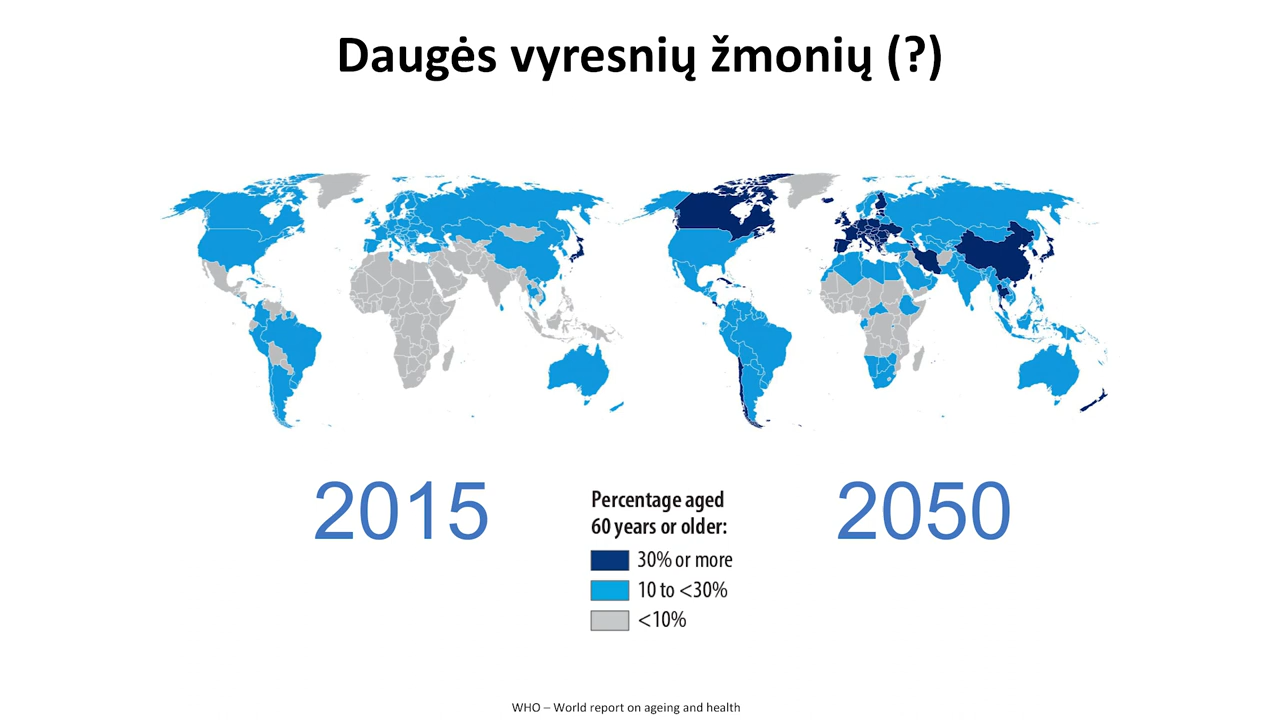 Daugės vyresnių žmonių (?)
2015
Percentage aged
60 years or older:
30% or more
10 to <30%
<10%
2050
WHO – World report on ageing and health